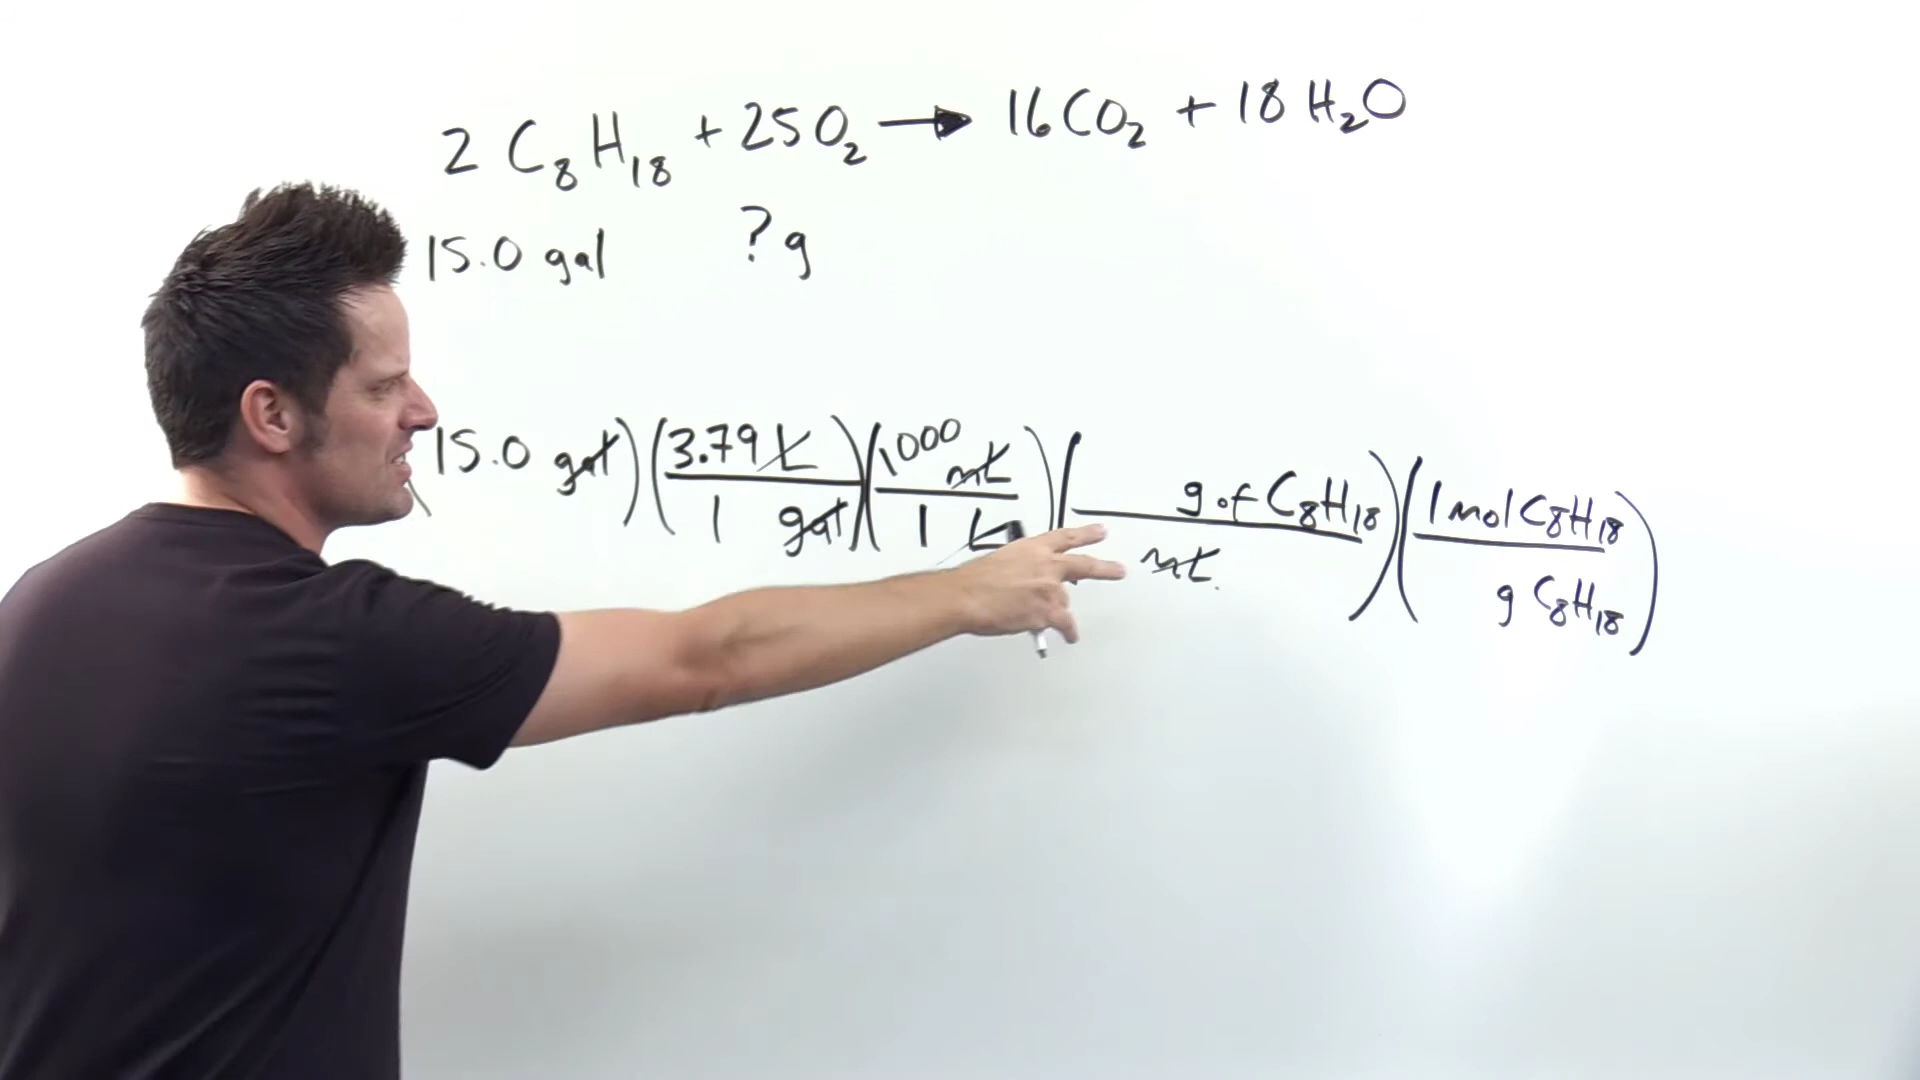 2 C₈H₁₈ + 25 O₂ → 16 CO₂ + 18 H₂O
15.0 gal ? g
(15.0 gal)(3.79 L / 1 gal)(1000 mL / 1 L)( g of C₈H₁₈ / mL)(1 mol C₈H₁₈ / g C₈H₁₈)